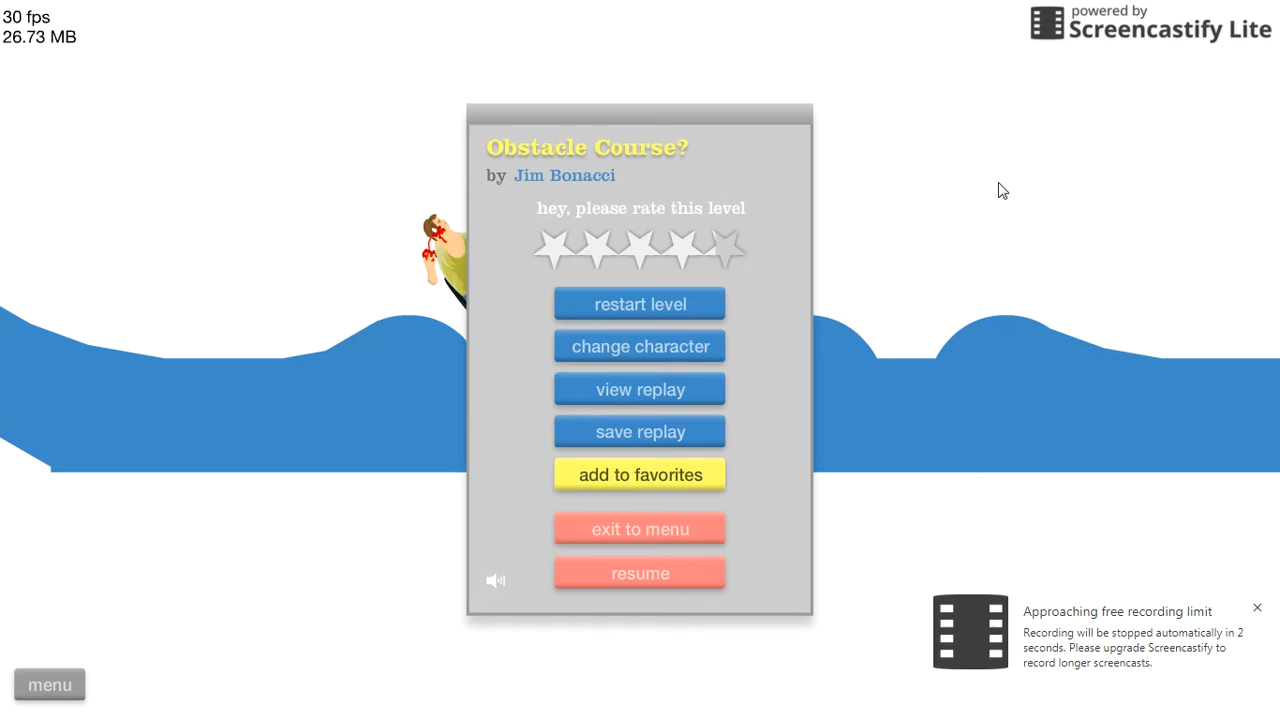 30 fps
26.73 MB
powered by
Screencastify Lite
Obstacle Course?
by Jim Bonacci
hey, please rate this level
restart level
change character
view replay
save replay
add to favorites
exit to menu
resume
Approaching free recording limit
Recording will be stopped automatically in 2
seconds. Please upgrade Screencastify to
record longer screencasts.
menu